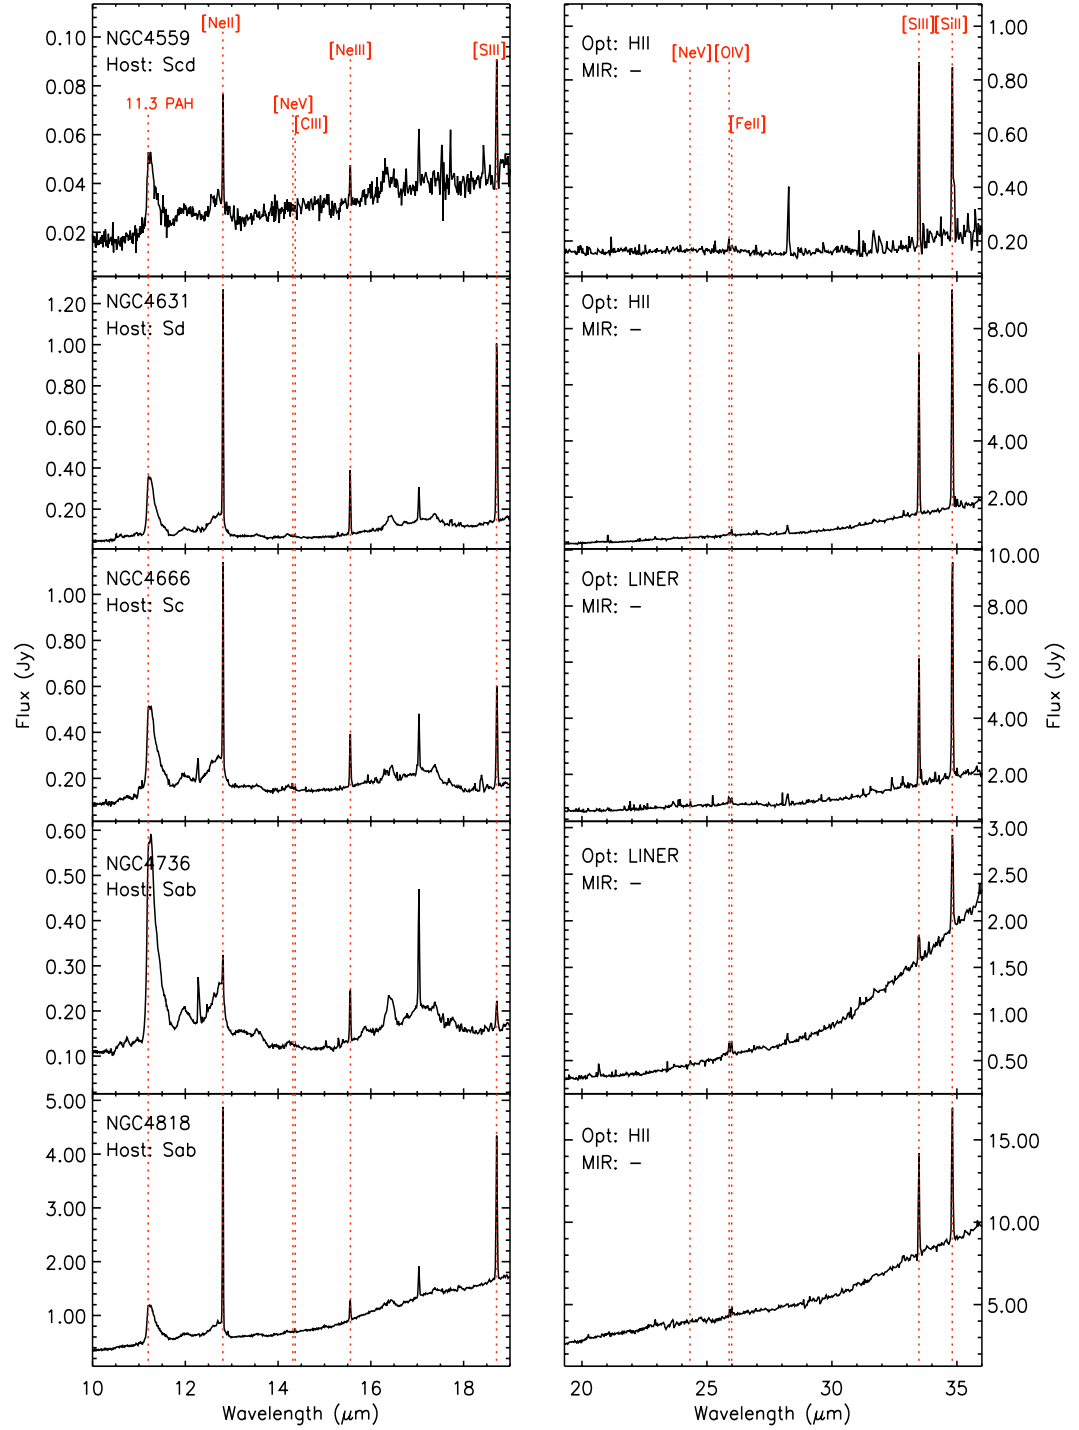 NGC4559
Host: Scd
[NeII]
[NeIII]
[SIII]
11.3 PAH
[NeV]
[ClII]
0.10
0.08
0.06
0.04
0.02
Opt: HII
MIR: –
[NeV]
[OIV]
[FeII]
[SIII]
[SiII]
1.00
0.80
0.60
0.40
0.20
NGC4631
Host: Sd
1.20
1.00
0.80
0.60
0.40
0.20
Opt: HII
MIR: –
8.00
6.00
4.00
2.00
NGC4666
Host: Sc
1.00
0.80
0.60
0.40
0.20
Opt: LINER
MIR: –
10.00
8.00
6.00
4.00
2.00
Flux (Jy)
Flux (Jy)
NGC4736
Host: Sab
0.60
0.50
0.40
0.30
0.20
0.10
Opt: LINER
MIR: –
3.00
2.50
2.00
1.50
1.00
0.50
NGC4818
Host: Sab
5.00
4.00
3.00
2.00
1.00
Opt: HII
MIR: –
15.00
10.00
5.00
10 12 14 16 18
Wavelength (μm)
20 25 30 35
Wavelength (μm)